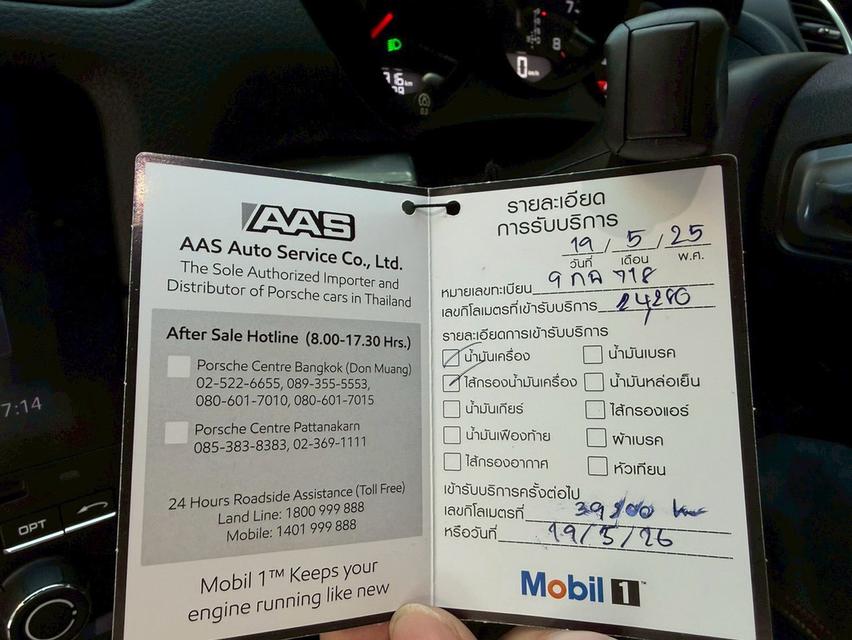 7
8
0 km/h
7:14
OPT
AAS
AAS Auto Service Co., Ltd.
The Sole Authorized Importer and
Distributor of Porsche cars in Thailand
After Sale Hotline (8.00-17.30 Hrs.)
Porsche Centre Bangkok (Don Muang)
02-522-6655, 089-355-5553,
080-601-7010, 080-601-7015
Porsche Centre Pattanakarn
085-383-8383, 02-369-1111
24 Hours Roadside Assistance (Toll Free)
Land Line: 1800 999 888
Mobile: 1401 999 888
Mobil 1™ Keeps your
engine running like new
รายละเอียด
การรับบริการ
19 / 5 / 25
วันที่ เดือน พ.ศ.
หมายเลขทะเบียน 9 กฉ 718
เลขกิโลเมตรที่เข้ารับบริการ 24,280
รายละเอียดการเข้ารับบริการ
น้ำมันเครื่อง น้ำมันเบรค
ไส้กรองน้ำมันเครื่อง น้ำมันหล่อเย็น
น้ำมันเกียร์ ไส้กรองแอร์
น้ำมันเฟืองท้าย ผ้าเบรค
ไส้กรองอากาศ หัวเทียน
เข้ารับบริการครั้งต่อไป
เลขกิโลเมตรที่ 39,200
หรือวันที่ 19/5/26
Mobil 1™